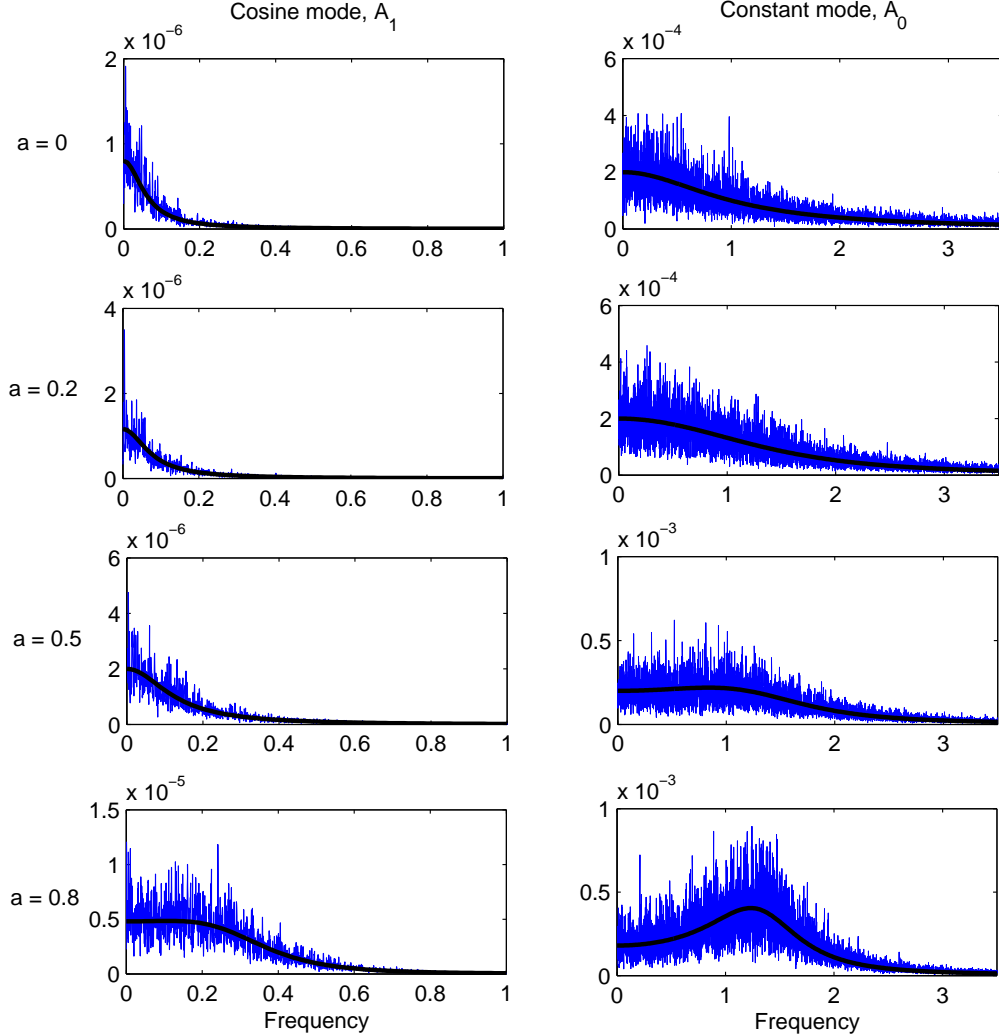 Cosine mode, A_1
Constant mode, A_0
a = 0
x 10^−6
2
1
0
0 0.2 0.4 0.6 0.8 1
x 10^−4
6
4
2
0
0 1 2 3
a = 0.2
x 10^−6
4
2
0
0 0.2 0.4 0.6 0.8 1
x 10^−4
6
4
2
0
0 1 2 3
a = 0.5
x 10^−6
6
4
2
0
0 0.2 0.4 0.6 0.8 1
x 10^−3
1
0.5
0
0 1 2 3
a = 0.8
x 10^−5
1.5
1
0.5
0
0 0.2 0.4 0.6 0.8 1
Frequency
x 10^−3
1
0.5
0
0 1 2 3
Frequency